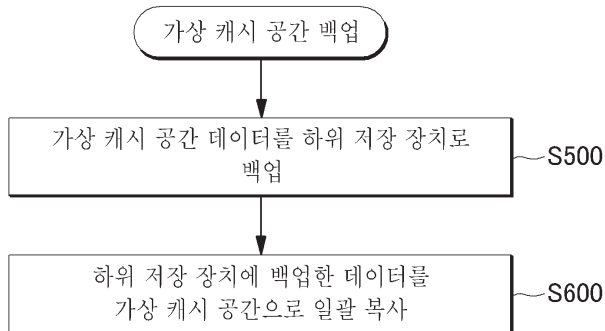 가상 캐시 공간 백업
가상 캐시 공간 데이터를 하위 저장 장치로
백업
S500
하위 저장 장치에 백업한 데이터를
가상 캐시 공간으로 일괄 복사
S600